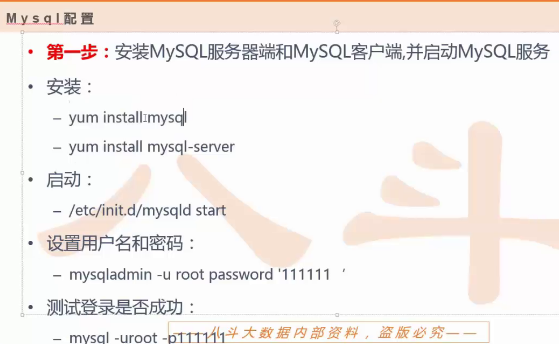 Mysql配置
• 第一步：安装MySQL服务器端和MySQL客户端,并启动MySQL服务
• 安装：
– yum install mysql
– yum install mysql-server
• 启动：
– /etc/init.d/mysqld start
• 设置用户名和密码：
– mysqladmin -u root password '111111 ‘
• 测试登录是否成功：
– mysql -uroot -p111111
——八斗大数据内部资料，盗版必究——
八斗